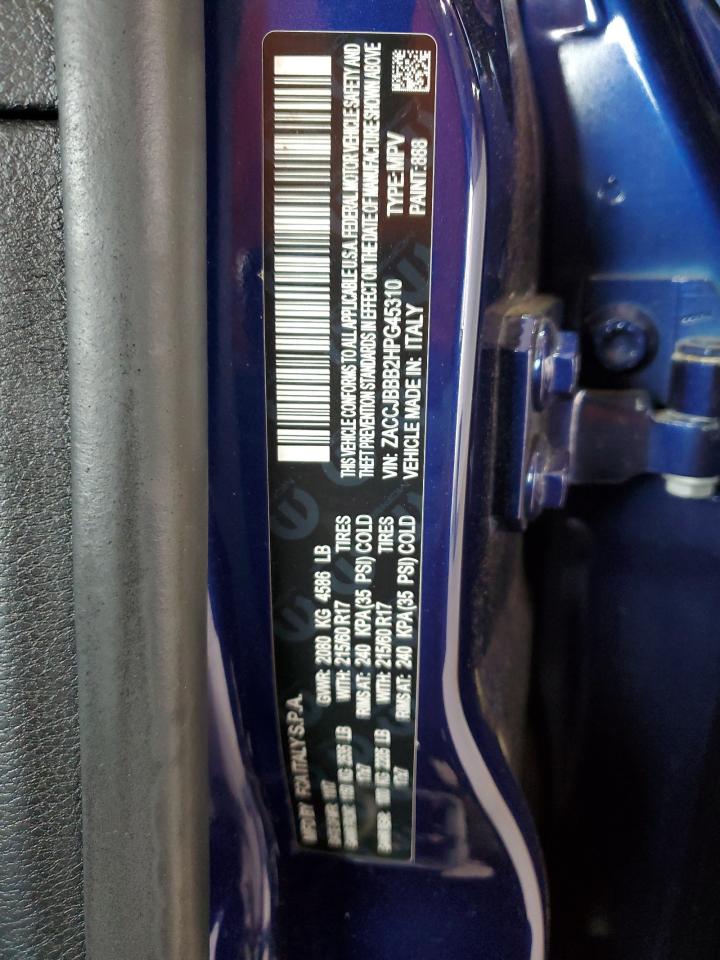 MFD BY FCA ITALY S.P.A.
GVWR: 2080 KG 4586 LB
WITH: 215/60 R17 TIRES
RIMS AT: 240 KPA (35 PSI) COLD
KG LB
WITH: 215/60 R17 TIRES
RIMS AT: 240 KPA (35 PSI) COLD
THIS VEHICLE CONFORMS TO ALL APPLICABLE U.S.A. FEDERAL MOTOR VEHICLE SAFETY AND
THEFT PREVENTION STANDARDS IN EFFECT ON THE DATE OF MANUFACTURE SHOWN ABOVE
VIN: ZACCJBBB2HPG45310 TYPE: MPV
VEHICLE MADE IN: ITALY PAINT: 888